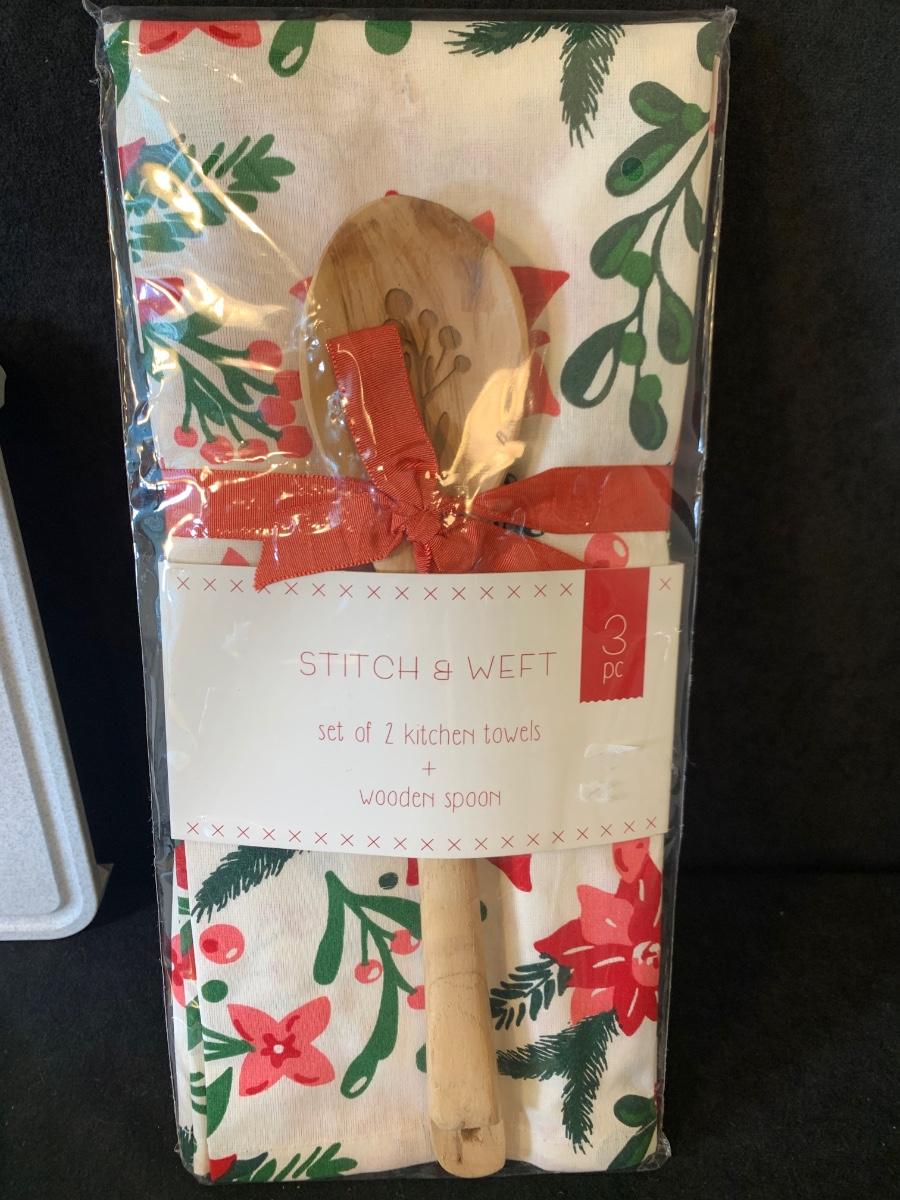 STITCH & WEFT
3
pc
set of 2 kitchen towels
+
wooden spoon